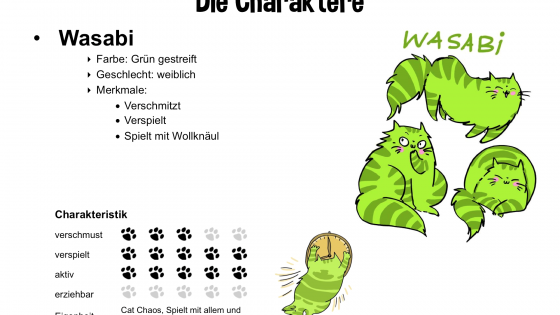 Die Charaktere
Wasabi
Farbe: Grün gestreift
Geschlecht: weiblich
Merkmale:
Verschmitzt
Verspielt
Spielt mit Wollknäul
WASABi
Charakteristik
verschmust
verspielt
aktiv
erziehbar
Eigenheit
Cat Chaos, Spielt mit allem und